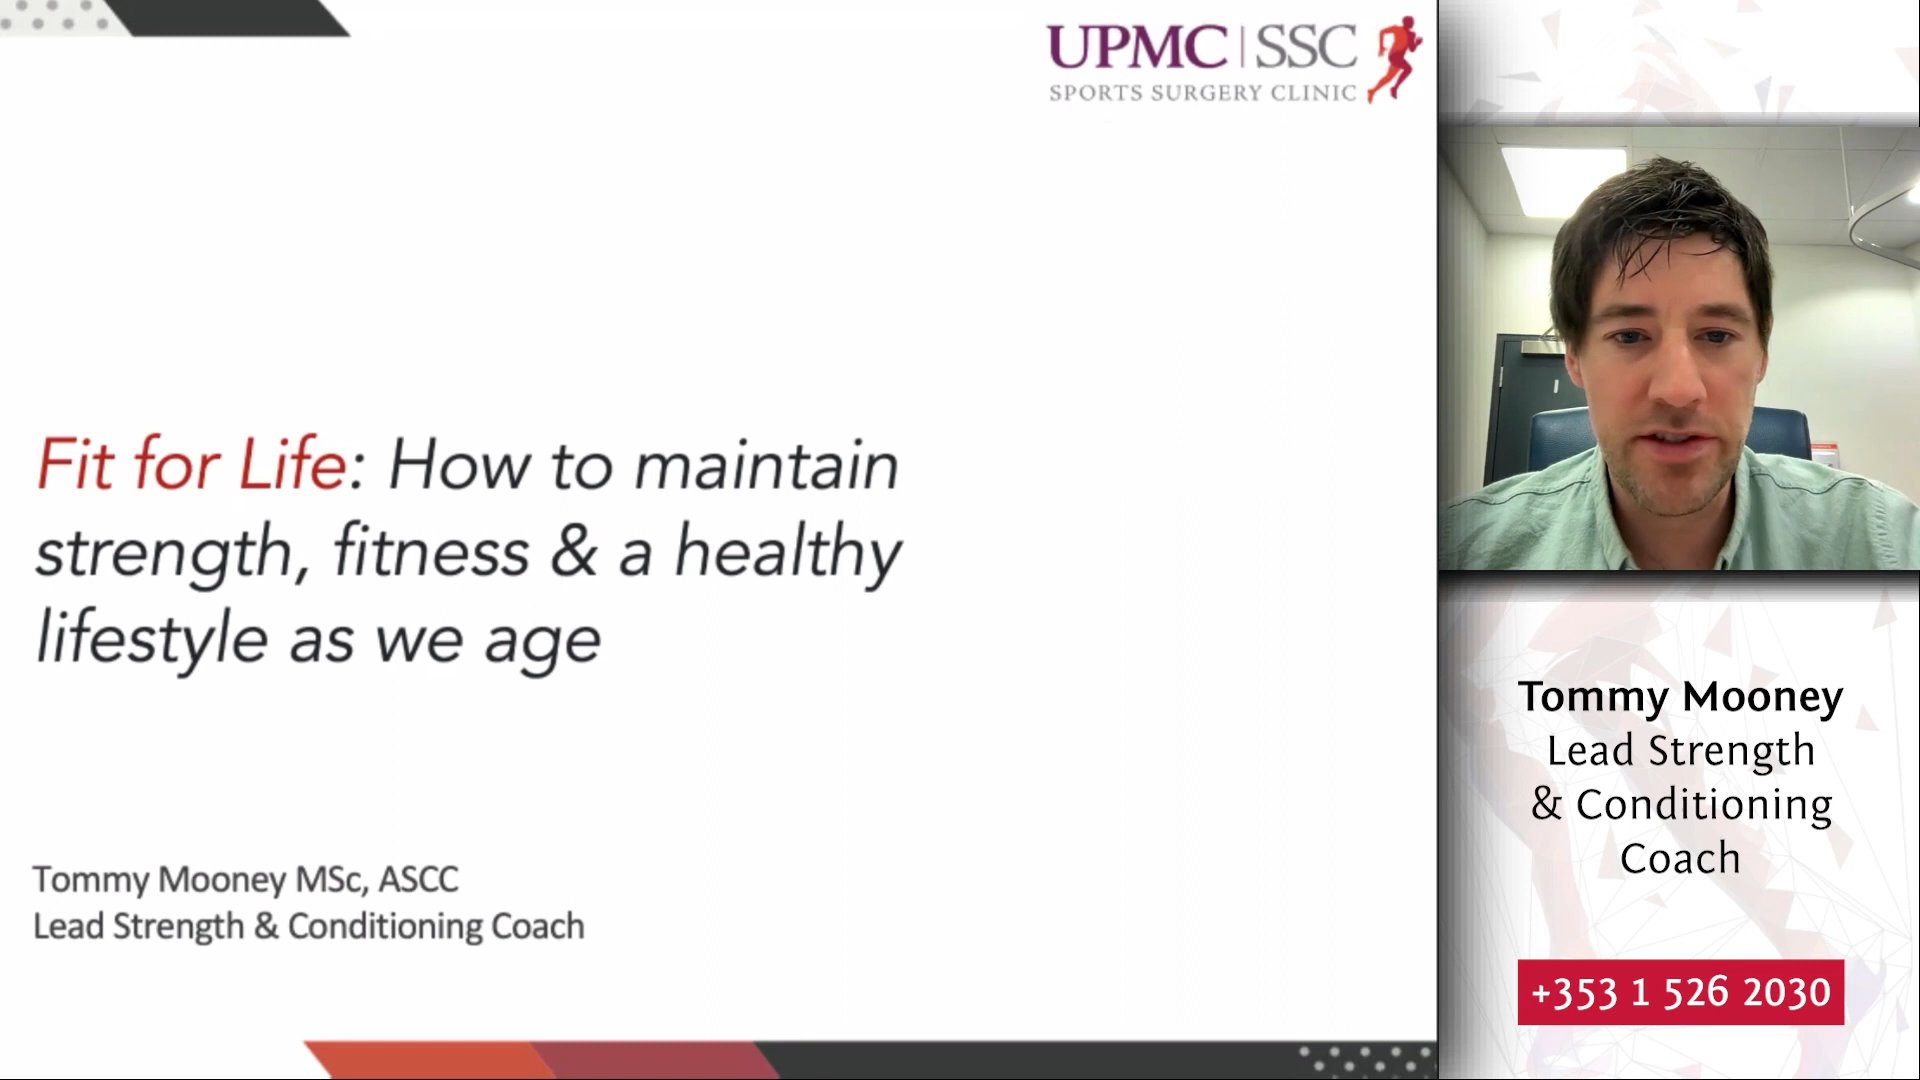 UPMC | SSC
SPORTS SURGERY CLINIC
Fit for Life: How to maintain
strength, fitness & a healthy
lifestyle as we age
Tommy Mooney MSc, ASCC
Lead Strength & Conditioning Coach
Tommy Mooney
Lead Strength
& Conditioning
Coach
+353 1 526 2030